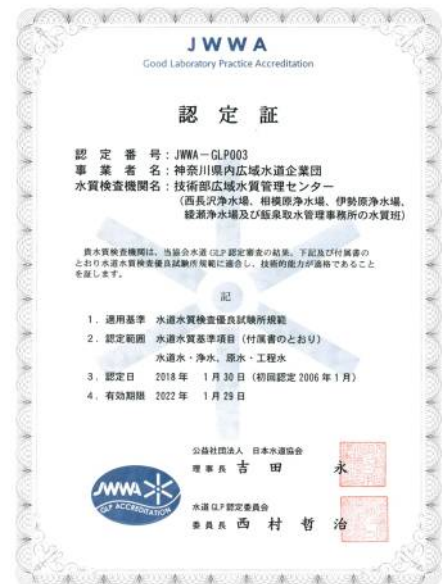 JWWA
Good Laboratory Practice Accreditation
認定証
認定番号：JWWA－GLP003
事業者名：神奈川県内広域水道企業団
水質検査機関名：技術部広域水質管理センター
（西長沢浄水場、相模原浄水場、伊勢原浄水場、
綾瀬浄水場及び飯泉取水管理事務所の水質班）
貴水質検査機関は、当協会水道GLP認定審査の結果、下記及び付属書の
とおり水道水質検査優良試験所規範に適合し、技術的能力が適格であること
を証します。
記
1．適用基準 水道水質検査優良試験所規範
2．認定範囲 水道水質基準項目（付属書のとおり）
水道水・浄水、原水・工程水
3．認定日 2018年 1月30日（初回認定2006年1月）
4．有効期限 2022年 1月29日
公益社団法人 日本水道協会
理事長 吉田 永
水道GLP認定委員会
委員長 西村哲治
JWWA
GLP ACCREDITATION